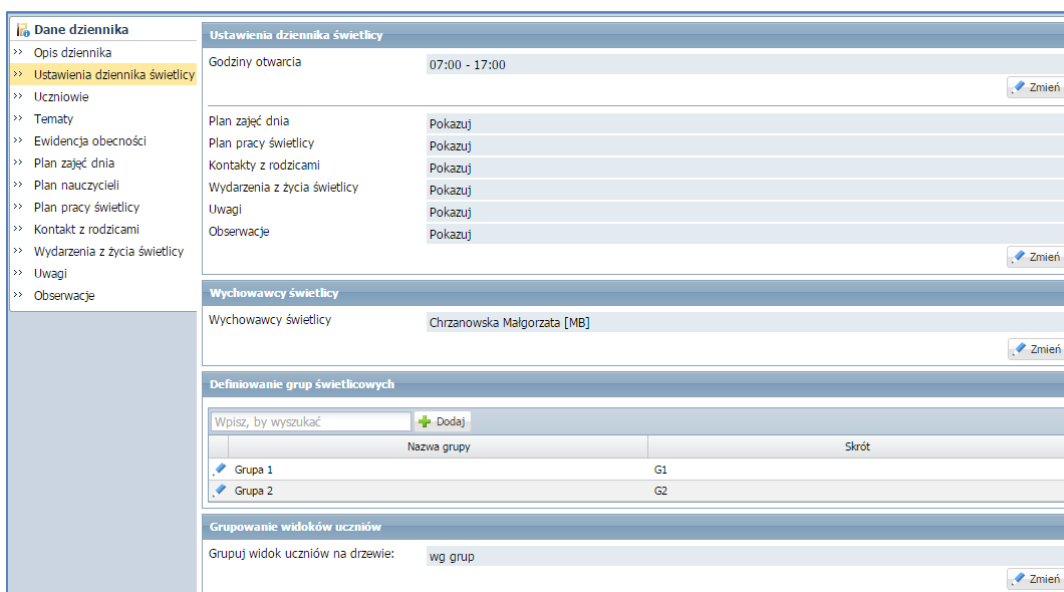 Dane dziennika
Opis dziennika
Ustawienia dziennika świetlicy
Uczniowie
Tematy
Ewidencja obecności
Plan zajęć dnia
Plan nauczycieli
Plan pracy świetlicy
Kontakt z rodzicami
Wydarzenia z życia świetlicy
Uwagi
Obserwacje
Ustawienia dziennika świetlicy
Godziny otwarcia 07:00 - 17:00
Zmień
Plan zajęć dnia Pokazuj
Plan pracy świetlicy Pokazuj
Kontakty z rodzicami Pokazuj
Wydarzenia z życia świetlicy Pokazuj
Uwagi Pokazuj
Obserwacje Pokazuj
Zmień
Wychowawcy świetlicy
Wychowawcy świetlicy Chrzanowska Małgorzata [MB]
Zmień
Definiowanie grup świetlicowych
Wpisz, by wyszukać Dodaj
Nazwa grupy Skrót
Grupa 1 G1
Grupa 2 G2
Grupowanie widoków uczniów
Grupuj widok uczniów na drzewie: wg grup
Zmień